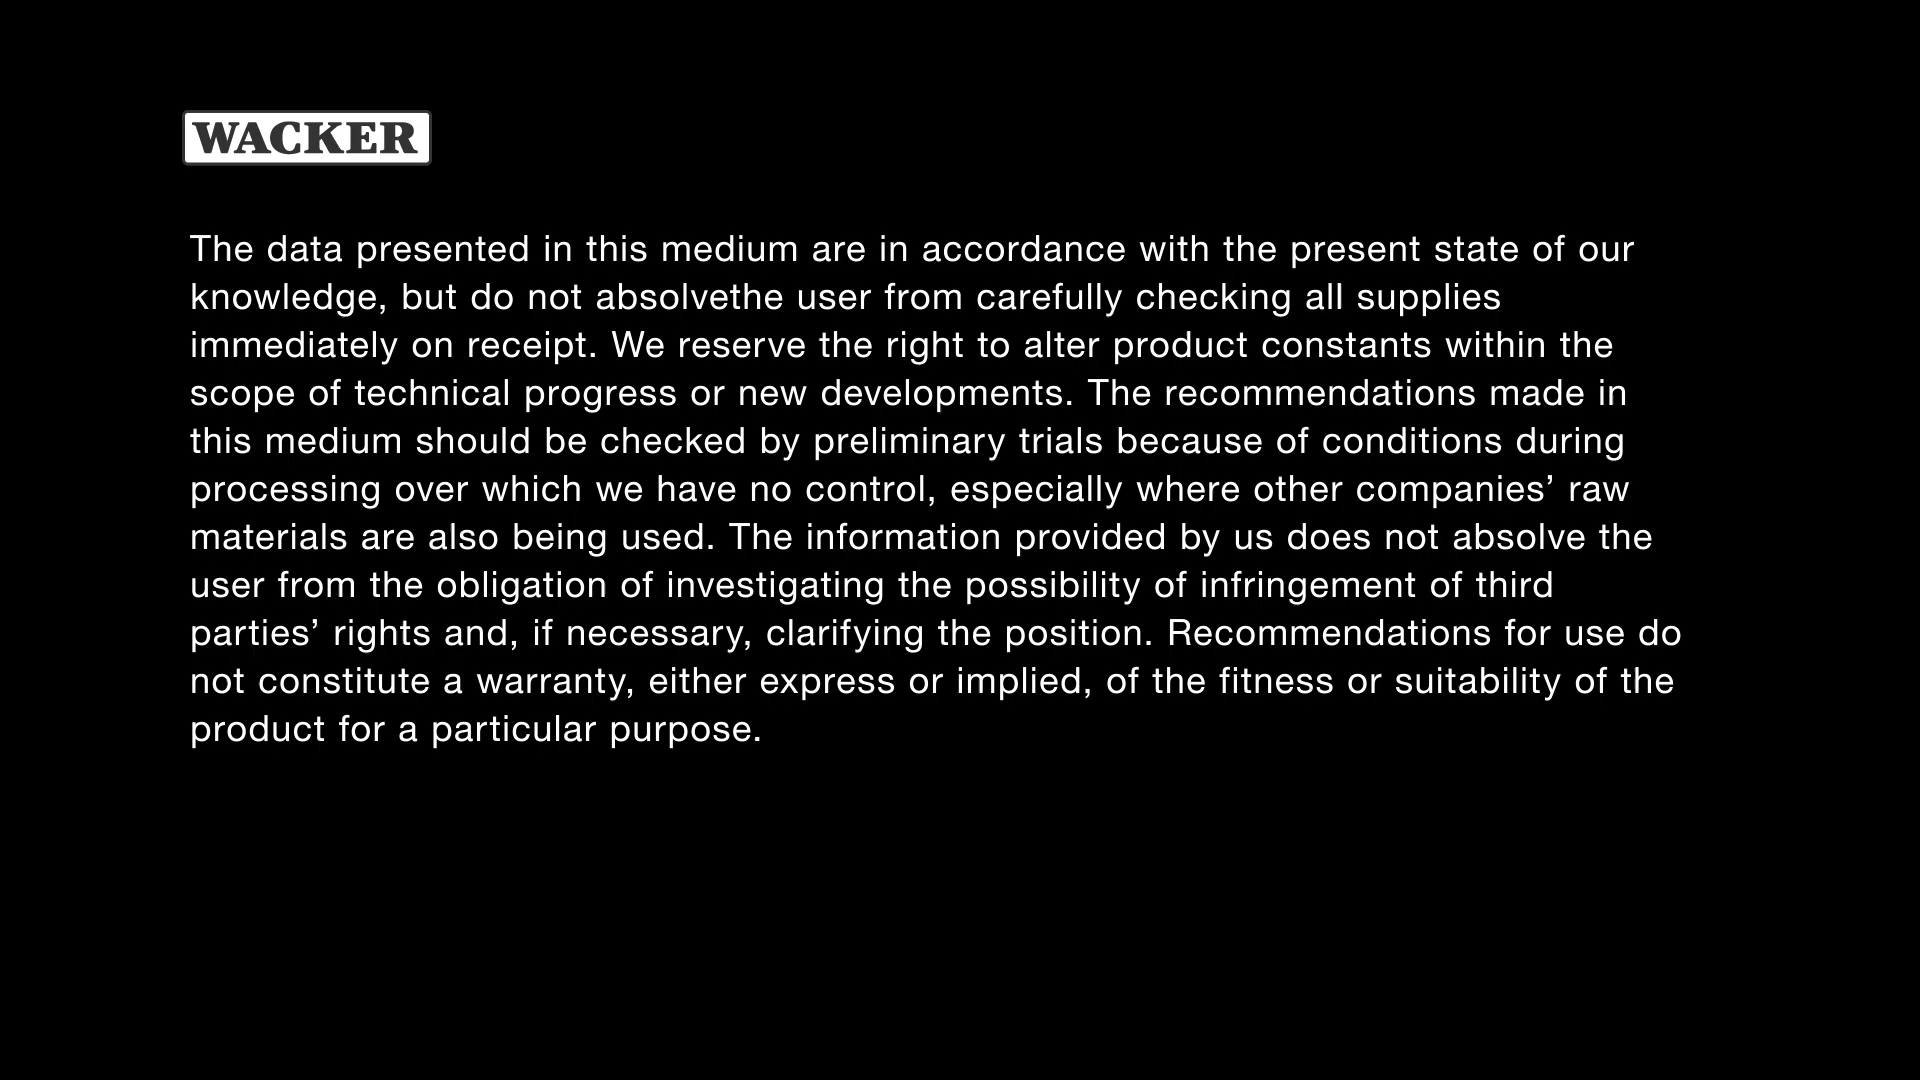 WACKER
The data presented in this medium are in accordance with the present state of our
knowledge, but do not absolvethe user from carefully checking all supplies
immediately on receipt. We reserve the right to alter product constants within the
scope of technical progress or new developments. The recommendations made in
this medium should be checked by preliminary trials because of conditions during
processing over which we have no control, especially where other companies’ raw
materials are also being used. The information provided by us does not absolve the
user from the obligation of investigating the possibility of infringement of third
parties’ rights and, if necessary, clarifying the position. Recommendations for use do
not constitute a warranty, either express or implied, of the fitness or suitability of the
product for a particular purpose.